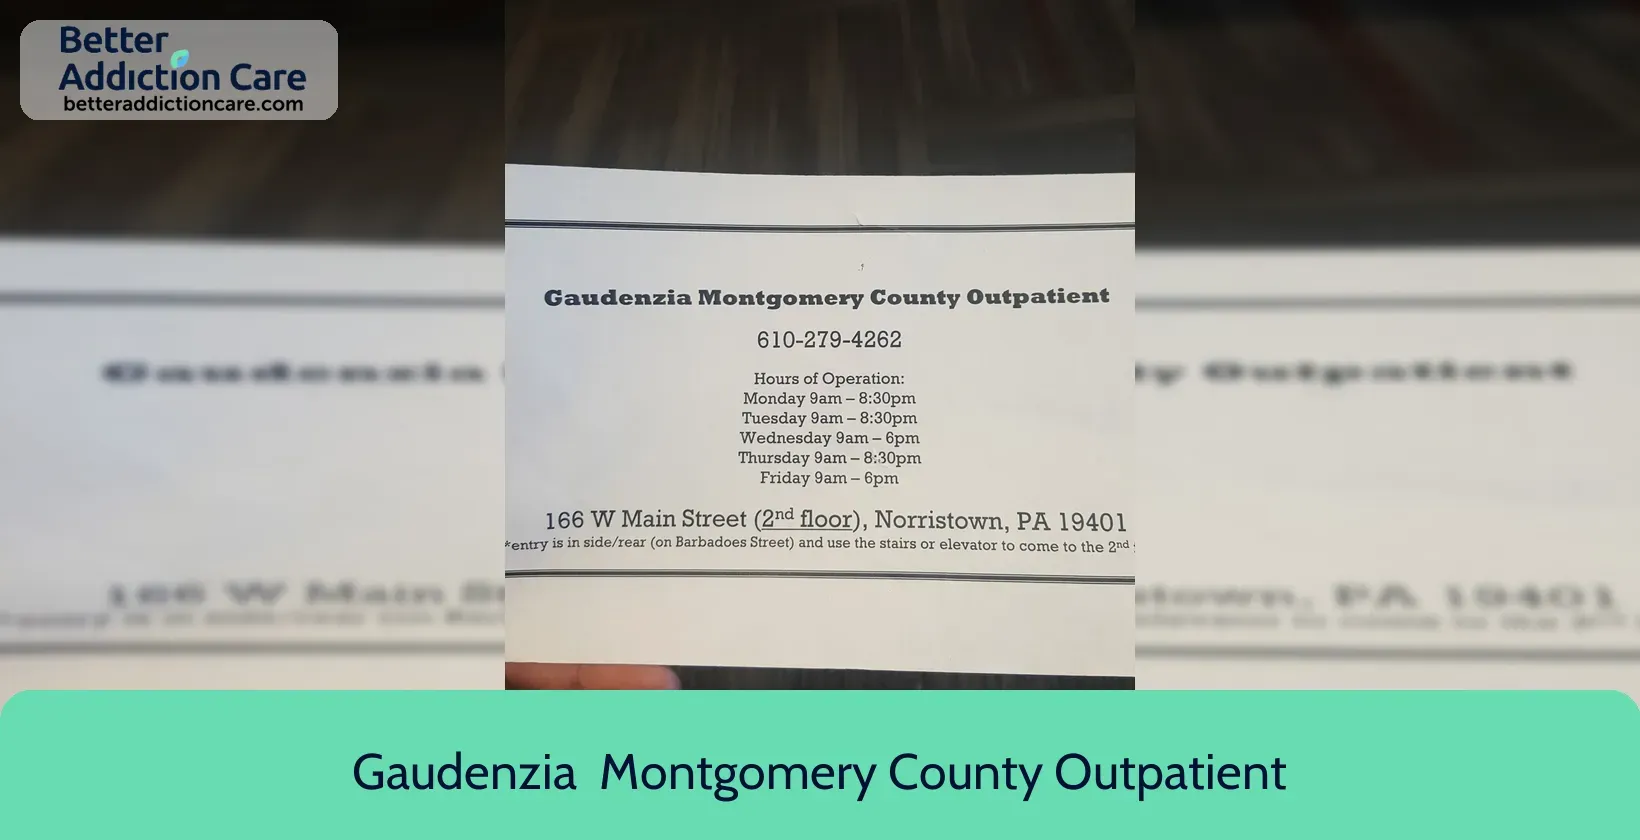 Better
Addiction Care
betteraddictioncare.com
Gaudenzia Montgomery County Outpatient
610-279-4262
Hours of Operation:
Monday 9am – 8:30pm
Tuesday 9am – 8:30pm
Wednesday 9am – 6pm
Thursday 9am – 8:30pm
Friday 9am – 6pm
166 W Main Street (2nd floor), Norristown, PA 19401
*entry is in side/rear (on Barbadoes Street) and use the stairs or elevator to come to the 2nd
Gaudenzia Montgomery County Outpatient